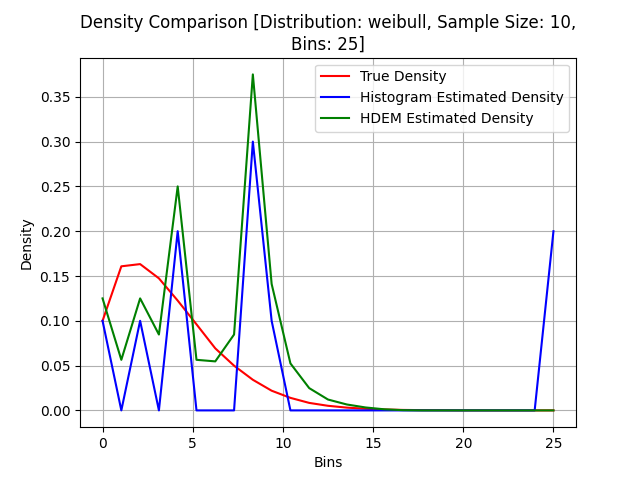 Density Comparison [Distribution: weibull, Sample Size: 10,
Bins: 25]
True Density
Histogram Estimated Density
HDEM Estimated Density
Density
0.35
0.30
0.25
0.20
0.15
0.10
0.05
0.00
0 5 10 15 20 25
Bins